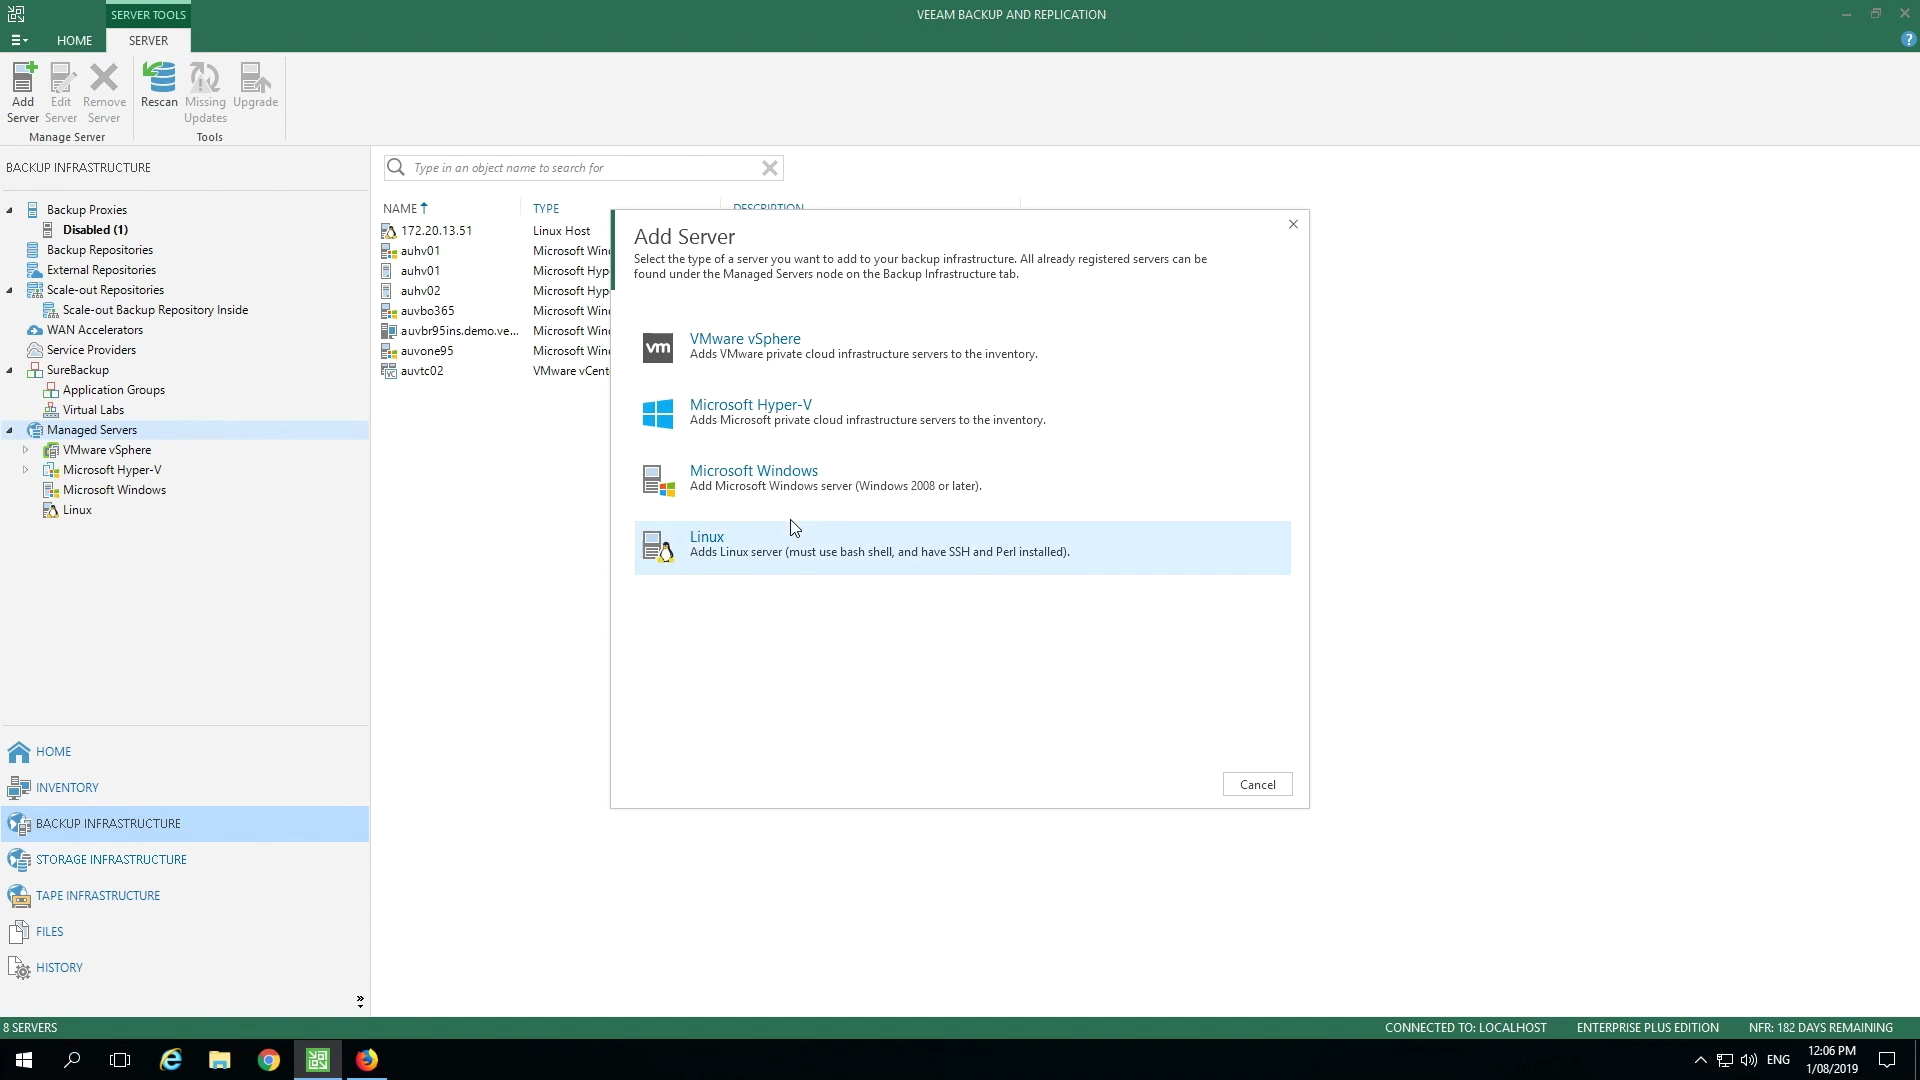 SERVER TOOLS
VEEAM BACKUP AND REPLICATION
HOME
SERVER
Add Server
Edit Server
Remove Server
Rescan
Missing Updates
Upgrade
Manage Server
Tools
BACKUP INFRASTRUCTURE
Backup Proxies
Disabled (1)
Backup Repositories
External Repositories
Scale-out Repositories
Scale-out Backup Repository Inside
WAN Accelerators
Service Providers
SureBackup
Application Groups
Virtual Labs
Managed Servers
VMware vSphere
Microsoft Hyper-V
Microsoft Windows
Linux
HOME
INVENTORY
BACKUP INFRASTRUCTURE
STORAGE INFRASTRUCTURE
TAPE INFRASTRUCTURE
FILES
HISTORY
Type in an object name to search for
NAME TYPE DESCRIPTION
172.20.13.51 Linux Host
auhv01 Microsoft Win
auhv01 Microsoft Hyp
auhv02 Microsoft Hyp
auvbo365 Microsoft Win
auvbr95ins.demo.ve... Microsoft Win
auvone95 Microsoft Win
auvtc02 VMware vCent
Add Server
Select the type of a server you want to add to your backup infrastructure. All already registered servers can be
found under the Managed Servers node on the Backup Infrastructure tab.
vm
VMware vSphere
Adds VMware private cloud infrastructure servers to the inventory.
Microsoft Hyper-V
Adds Microsoft private cloud infrastructure servers to the inventory.
Microsoft Windows
Add Microsoft Windows server (Windows 2008 or later).
Linux
Adds Linux server (must use bash shell, and have SSH and Perl installed).
Cancel
8 SERVERS
CONNECTED TO: LOCALHOST
ENTERPRISE PLUS EDITION
NFR: 182 DAYS REMAINING
ENG
12:06 PM
1/08/2019